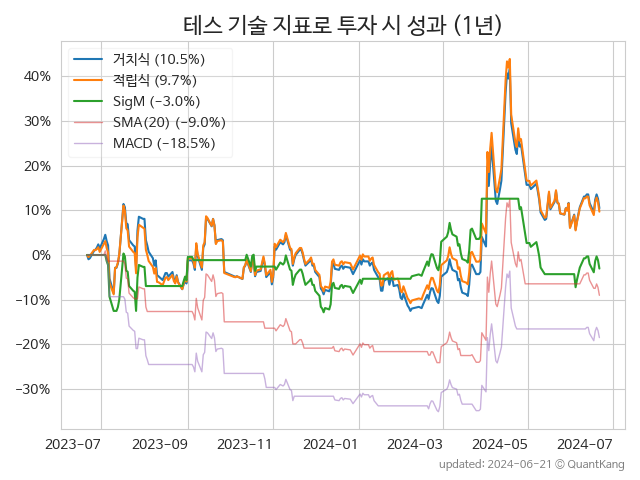 테스 기술 지표로 투자 시 성과 (1년)
거치식 (10.5%)
적립식 (9.7%)
SigM (−3.0%)
SMA(20) (−9.0%)
MACD (−18.5%)
40%
30%
20%
10%
0%
−10%
−20%
−30%
2023-07 2023-09 2023-11 2024-01 2024-03 2024-05 2024-07
updated: 2024-06-21 © QuantKang